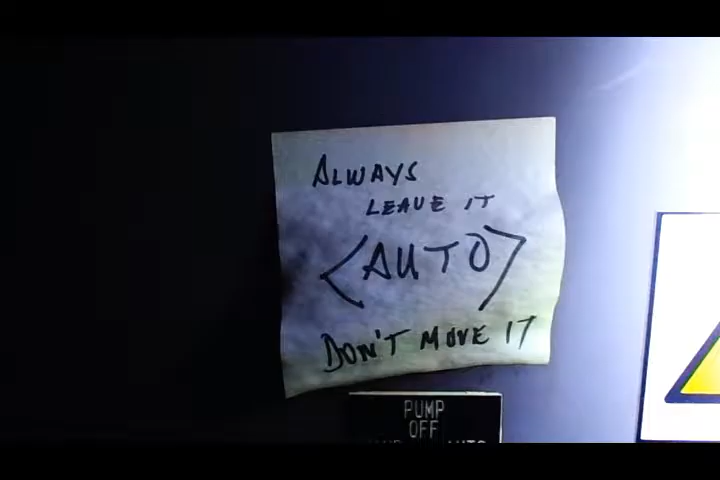 ALWAYS
LEAVE IT
<AUTO>
DON'T MOVE IT
PUMP
OFF